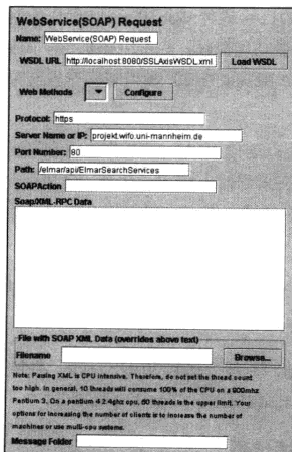 WebService(SOAP) Request
Name: WebService(SOAP) Request
WSDL URL http://localhost:8080/SSLAxisWSDL.xml Load WSDL
Web Methods Configure
Protocol: https
Server Name or IP: projekt.wifo.uni-mannheim.de
Port Number: 80
Path: /elmar/api/ElmarSearchServices
SOAPAction
Soap/XML-RPC Data
File with SOAP XML Data (overrides above text)
Filename Browse...
Note: Parsing XML is CPU intensive. Therefore, do not set the thread count
too high. In general, 10 threads will consume 100% of the CPU on a 900mhz
Pentium 3. On a pentium 4 2.4ghz cpu, 50 threads is the upper limit. Your
options for increasing the number of clients is to increase the number of
machines or use multi-cpu systems.
Message Folder